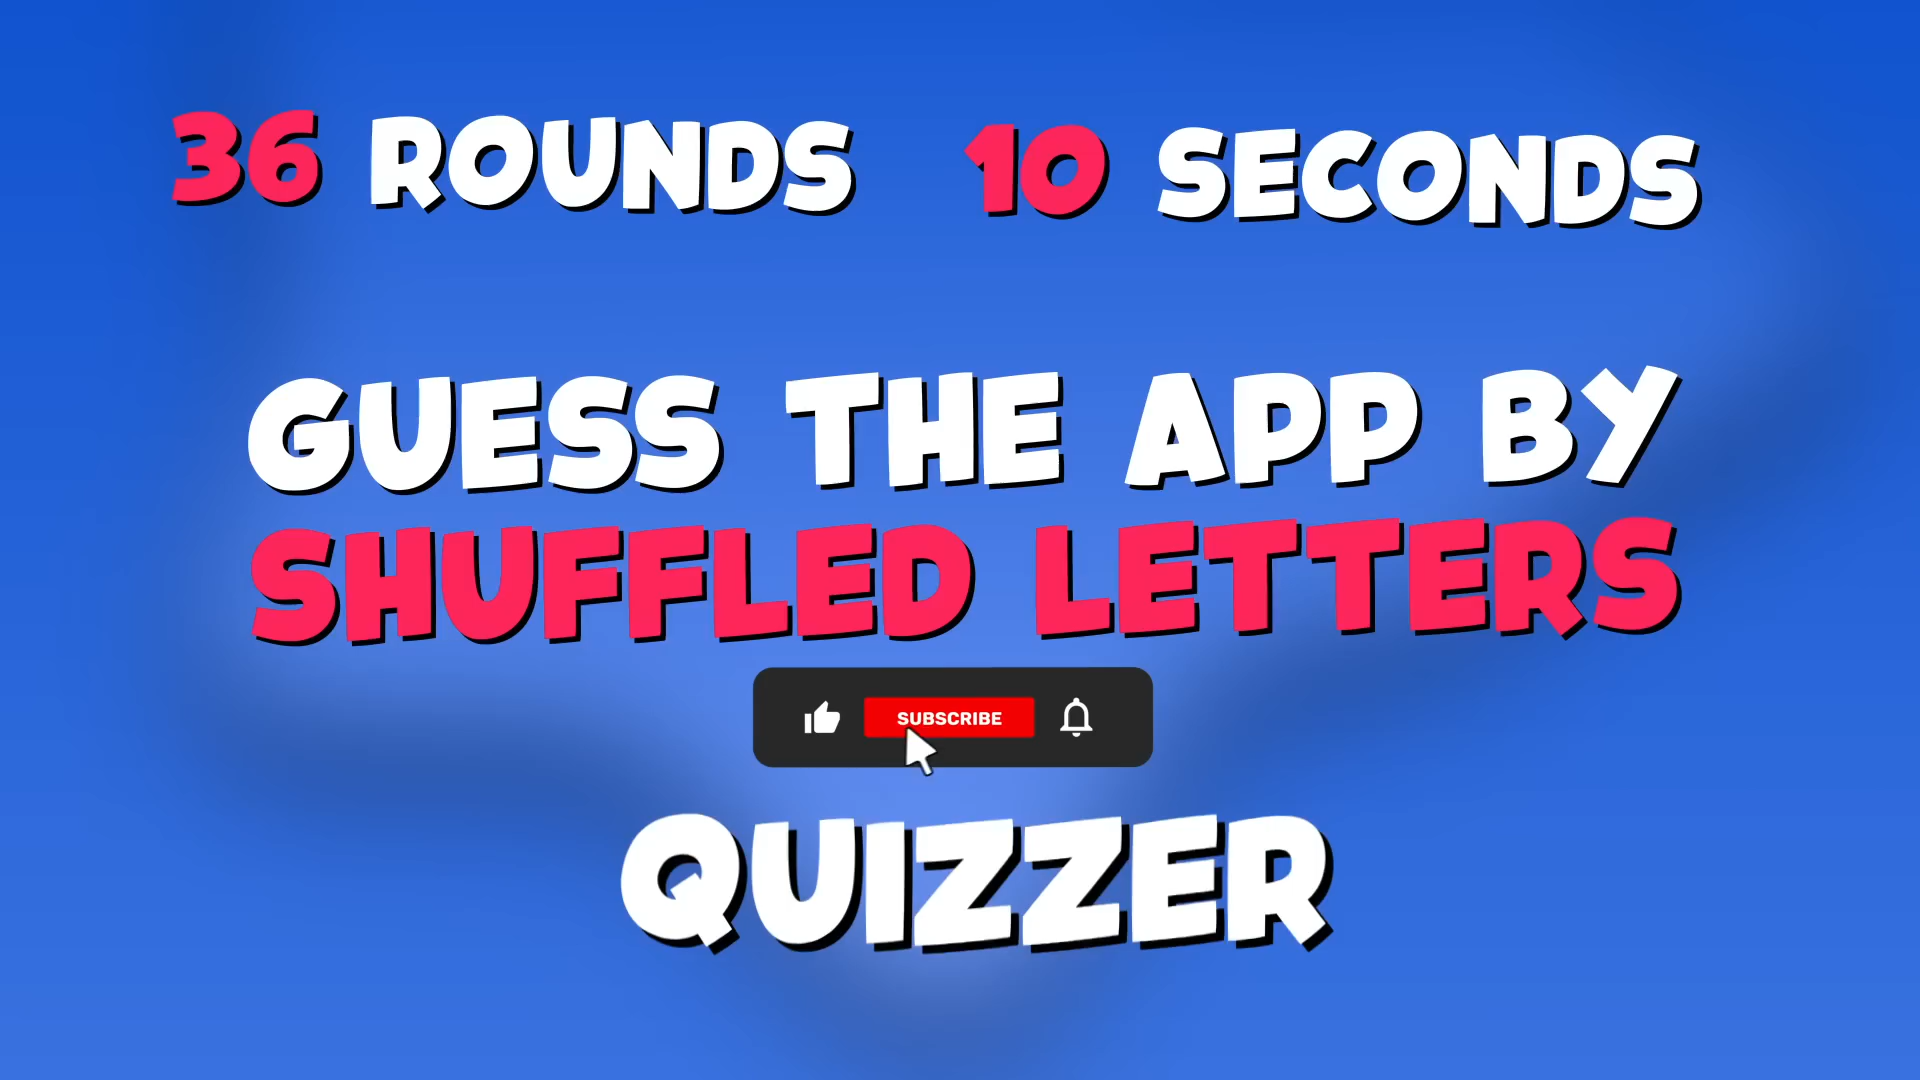 36 ROUNDS 10 SECONDS
GUESS THE APP BY
SHUFFLED LETTERS
SUBSCRIBE
QUIZZER